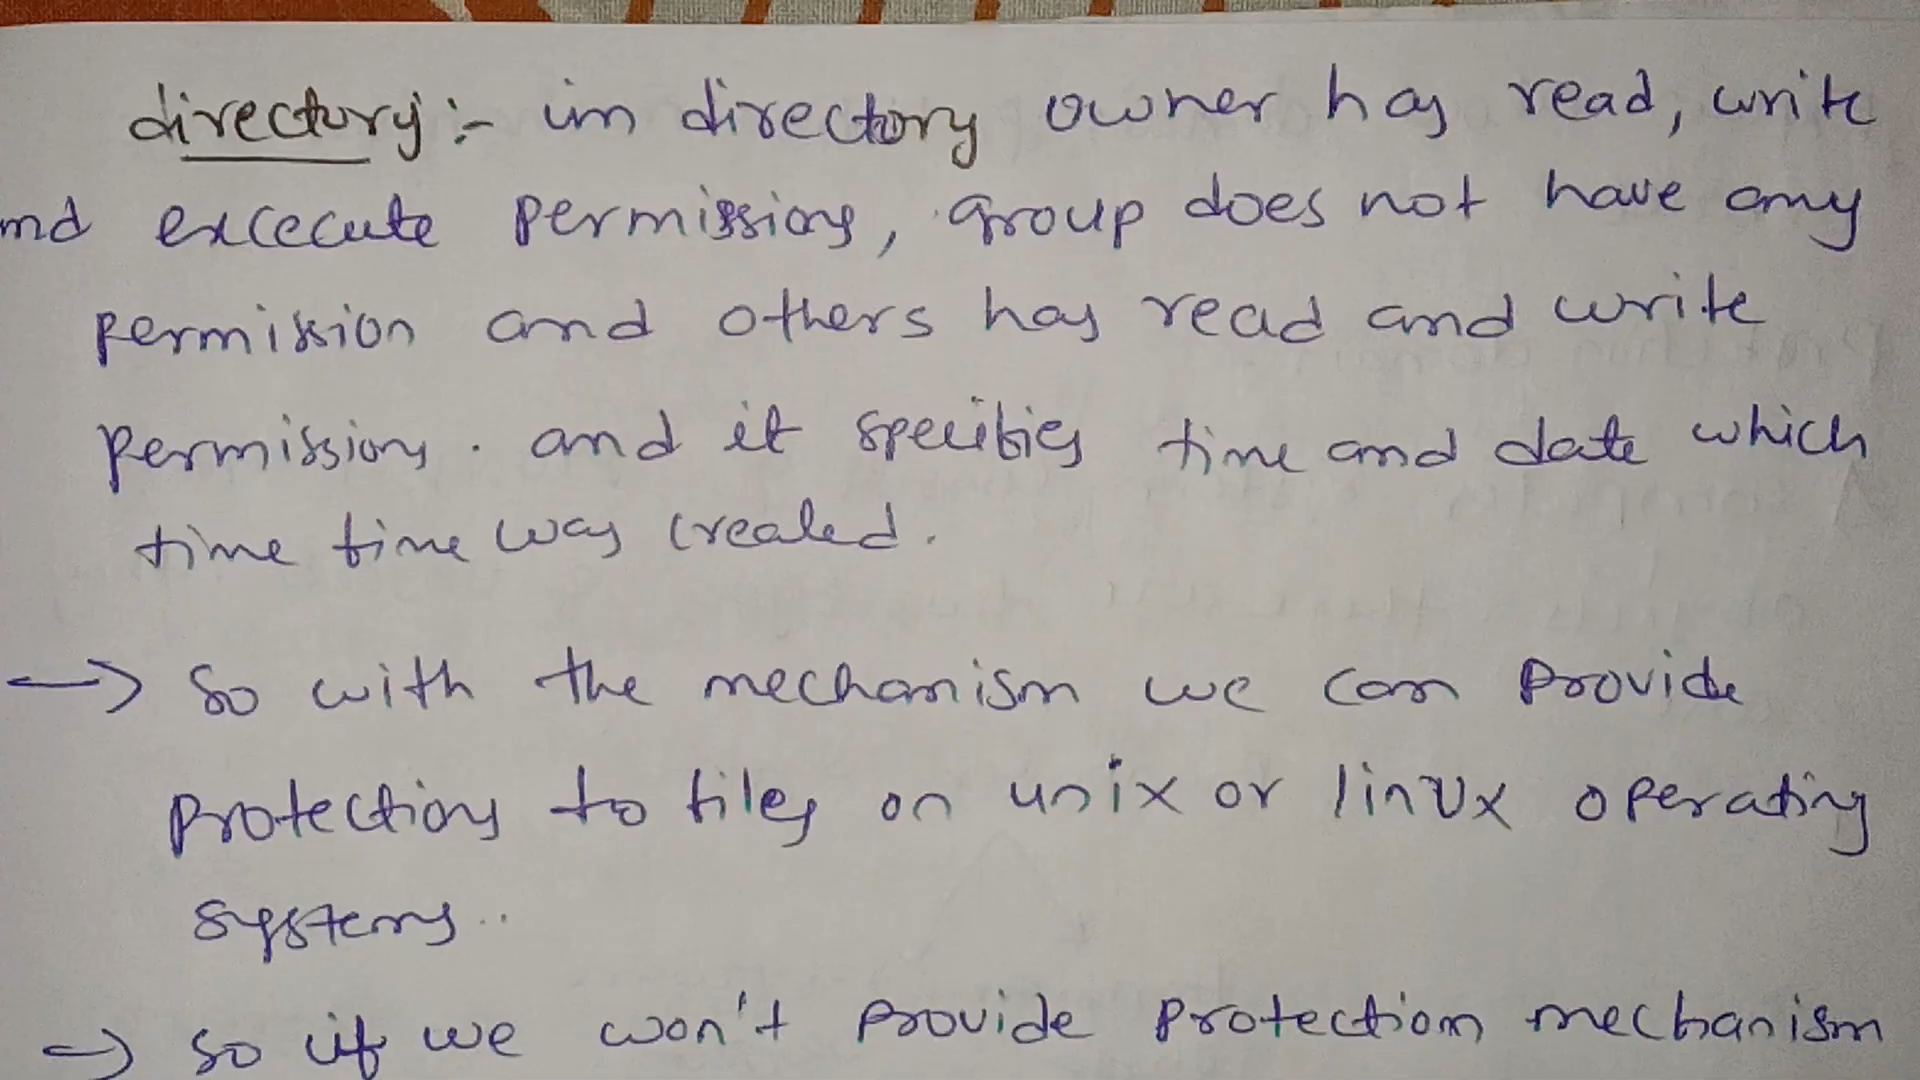 directory :- in directory owner has read, write
nd excecute permissions, group does not have any
permission and others has read and write
permissions. and it specifies time and date which
time time was created.
→ so with the mechanism we can provide
protections to files on unix or linux operating
systems..
→ so if we won't provide protection mechanism